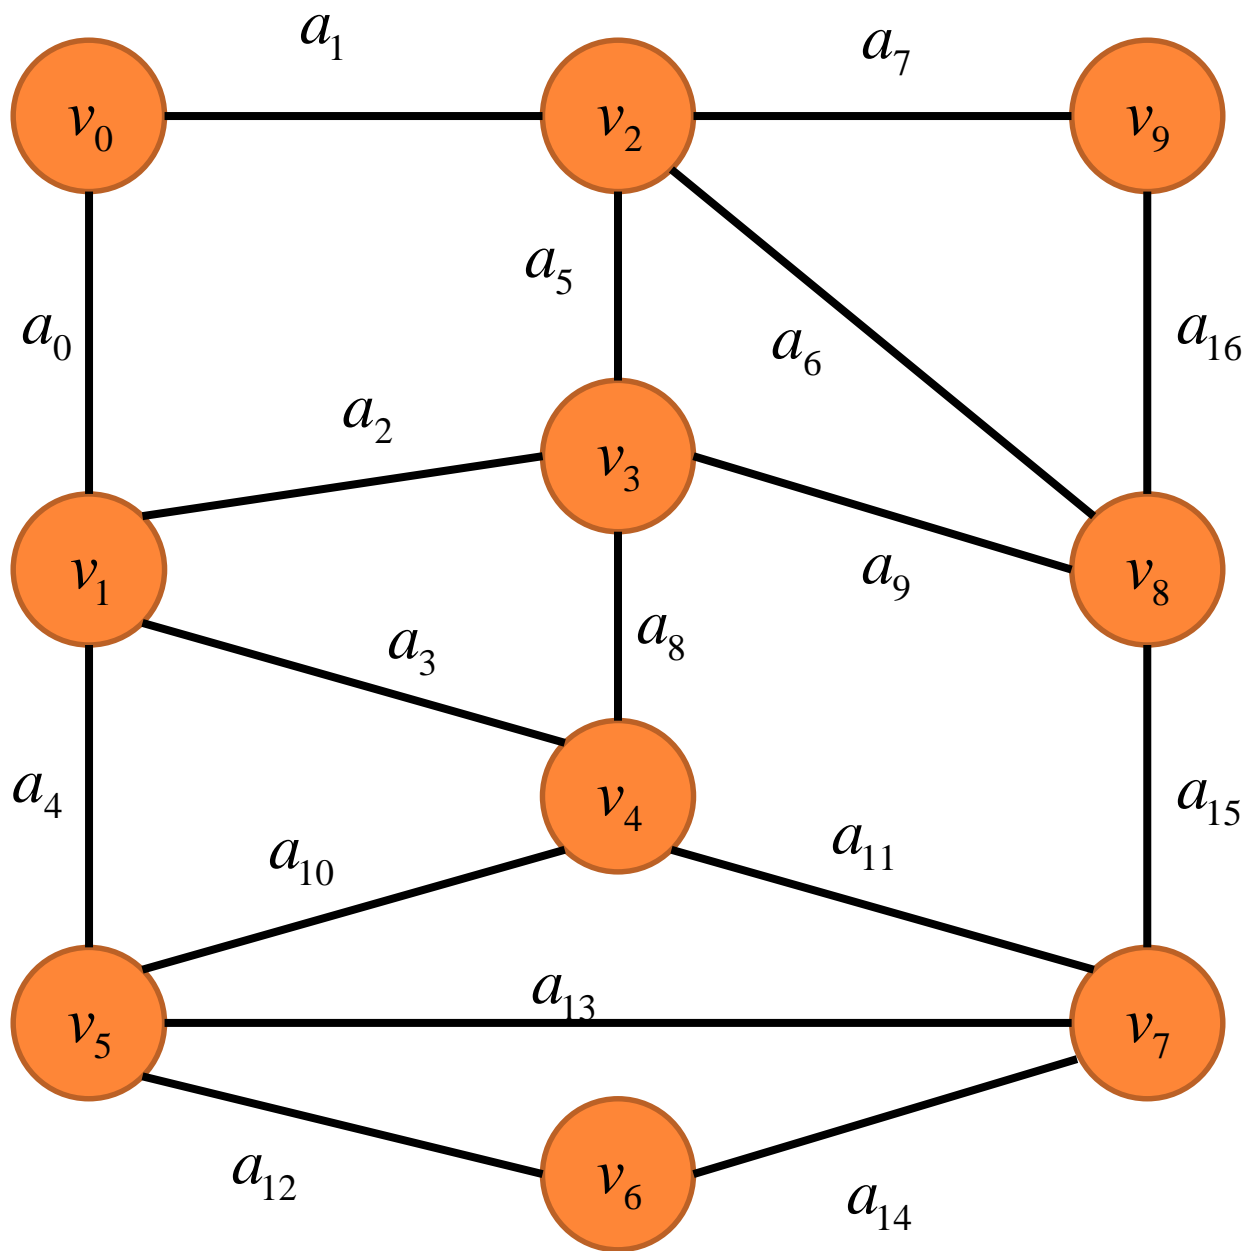 a₁
a₇
v₀
v₂
v₉
a₅
a₀
a₆
a₁₆
a₂
v₃
v₁
a₉
v₈
a₃
a₈
a₄
v₄
a₁₅
a₁₀
a₁₁
a₁₃
v₅
v₇
a₁₂
v₆
a₁₄